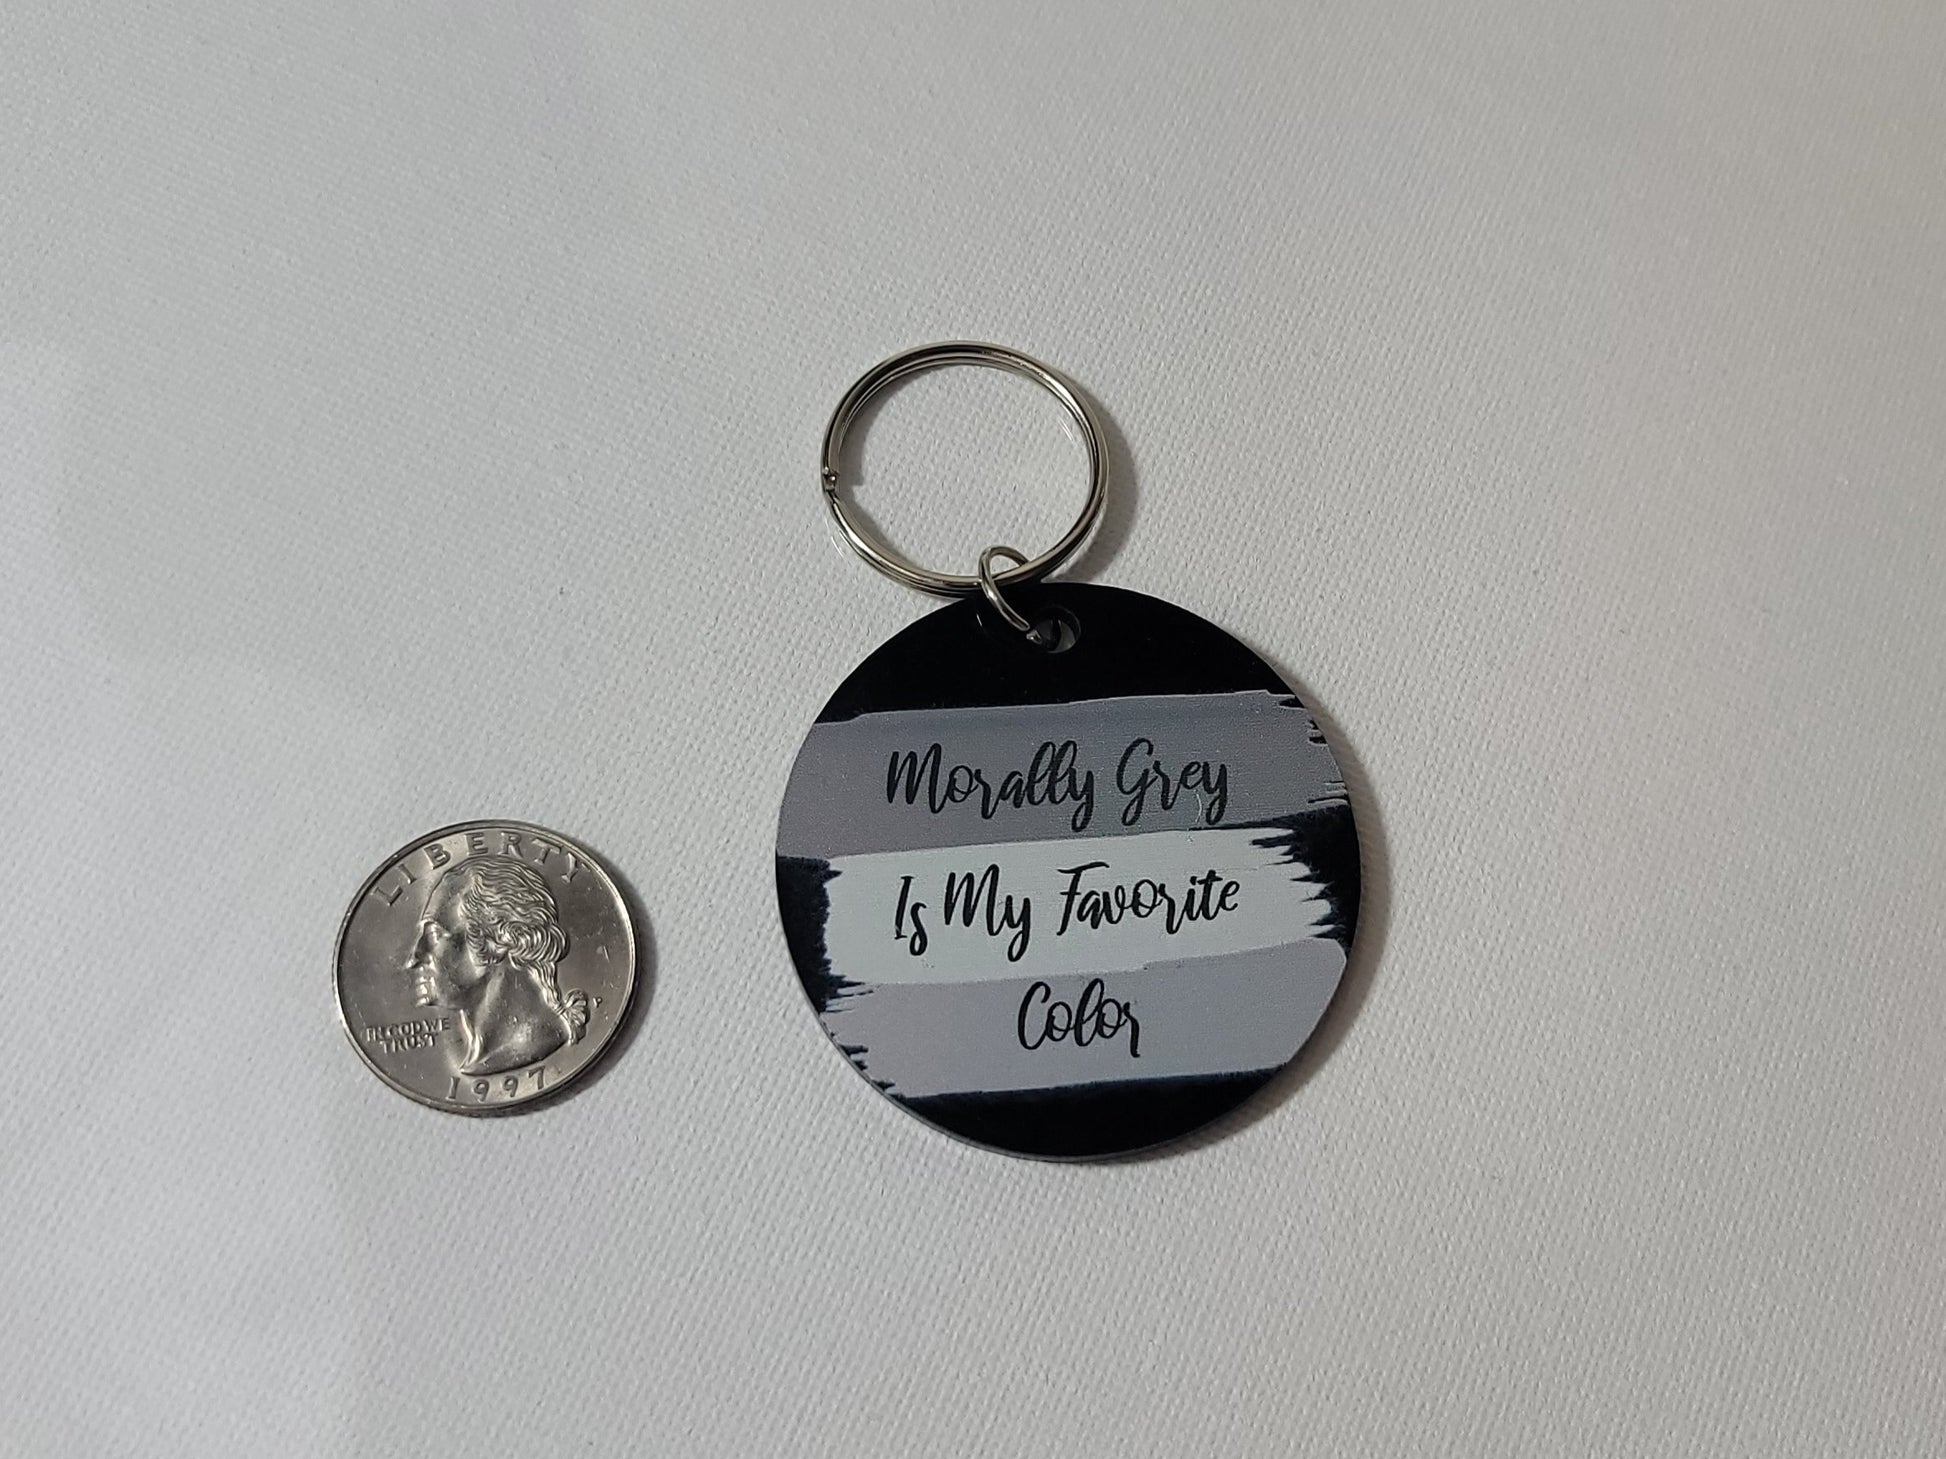 Morally Grey
Is My Favorite
Color
LIBERTY
IN GOD WE
TRUST
P
1997